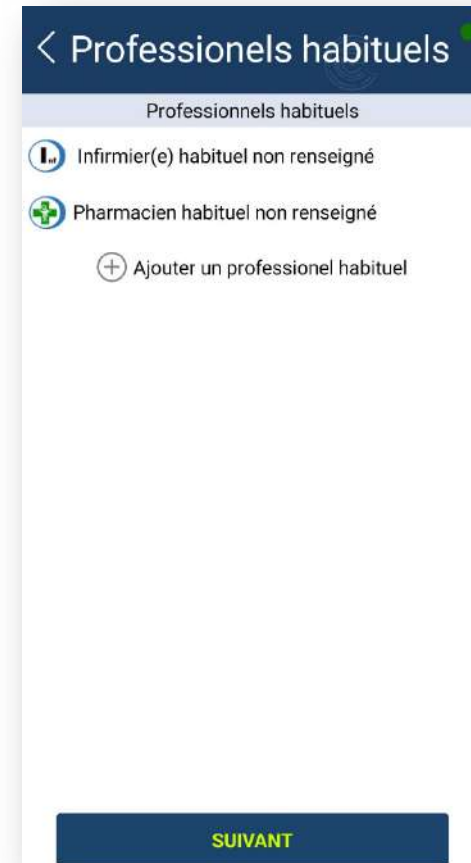 Professionels habituels
Professionnels habituels
Infirmier(e) habituel non renseigné
Pharmacien habituel non renseigné
Ajouter un professionel habituel
SUIVANT